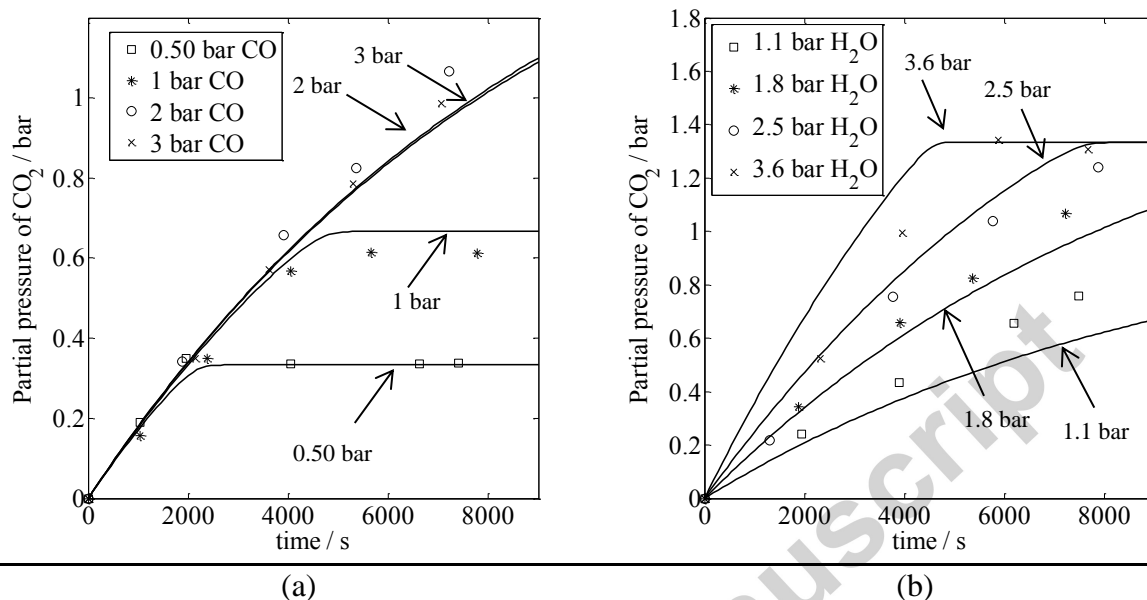 0.50 bar CO
1 bar CO
2 bar CO
3 bar CO
3 bar
2 bar
1 bar
0.50 bar
1
0.8
0.6
0.4
0.2
0
0 2000 4000 6000 8000
Partial pressure of CO₂ / bar
time / s
(a)
1.1 bar H₂O
1.8 bar H₂O
2.5 bar H₂O
3.6 bar H₂O
3.6 bar
2.5 bar
1.8 bar
1.1 bar
1.8
1.6
1.4
1.2
1
0.8
0.6
0.4
0.2
0
0 2000 4000 6000 8000
Partial pressure of CO₂ / bar
time / s
(b)
uscript